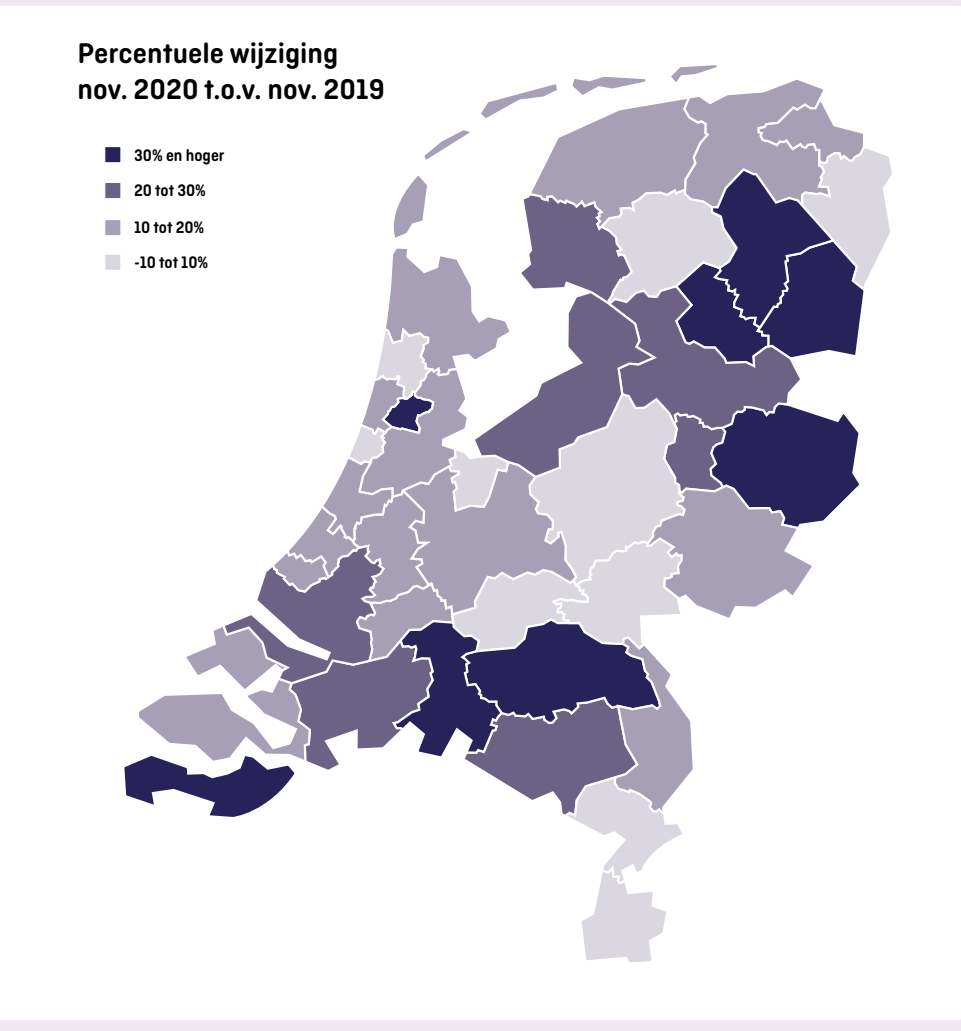 Percentuele wijziging
nov. 2020 t.o.v. nov. 2019
30% en hoger
20 tot 30%
10 tot 20%
-10 tot 10%